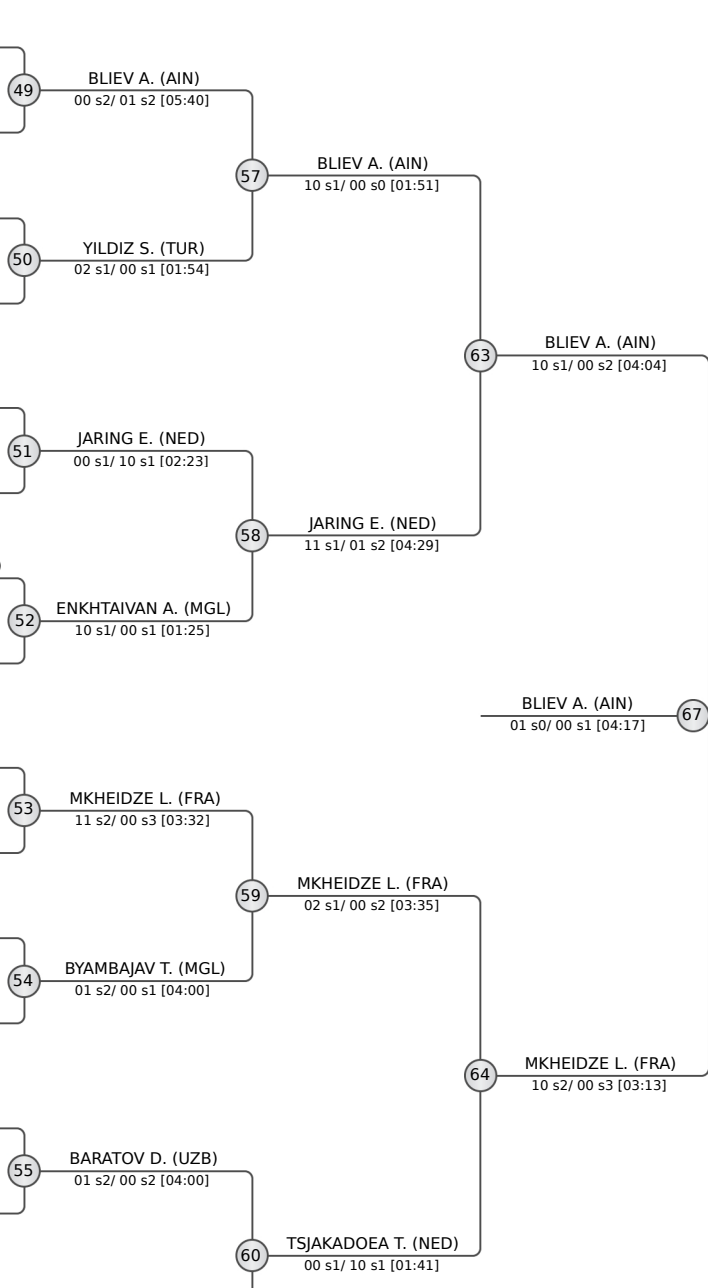 49
BLIEV A. (AIN)
00 s2/ 01 s2 [05:40]
57
BLIEV A. (AIN)
10 s1/ 00 s0 [01:51]
50
YILDIZ S. (TUR)
02 s1/ 00 s1 [01:54]
63
BLIEV A. (AIN)
10 s1/ 00 s2 [04:04]
51
JARING E. (NED)
00 s1/ 10 s1 [02:23]
58
JARING E. (NED)
11 s1/ 01 s2 [04:29]
)
52
ENKHTAIVAN A. (MGL)
10 s1/ 00 s1 [01:25]
BLIEV A. (AIN)
01 s0/ 00 s1 [04:17]
67
53
MKHEIDZE L. (FRA)
11 s2/ 00 s3 [03:32]
59
MKHEIDZE L. (FRA)
02 s1/ 00 s2 [03:35]
54
BYAMBAJAV T. (MGL)
01 s2/ 00 s1 [04:00]
64
MKHEIDZE L. (FRA)
10 s2/ 00 s3 [03:13]
55
BARATOV D. (UZB)
01 s2/ 00 s2 [04:00]
60
TSJAKADOEA T. (NED)
00 s1/ 10 s1 [01:41]